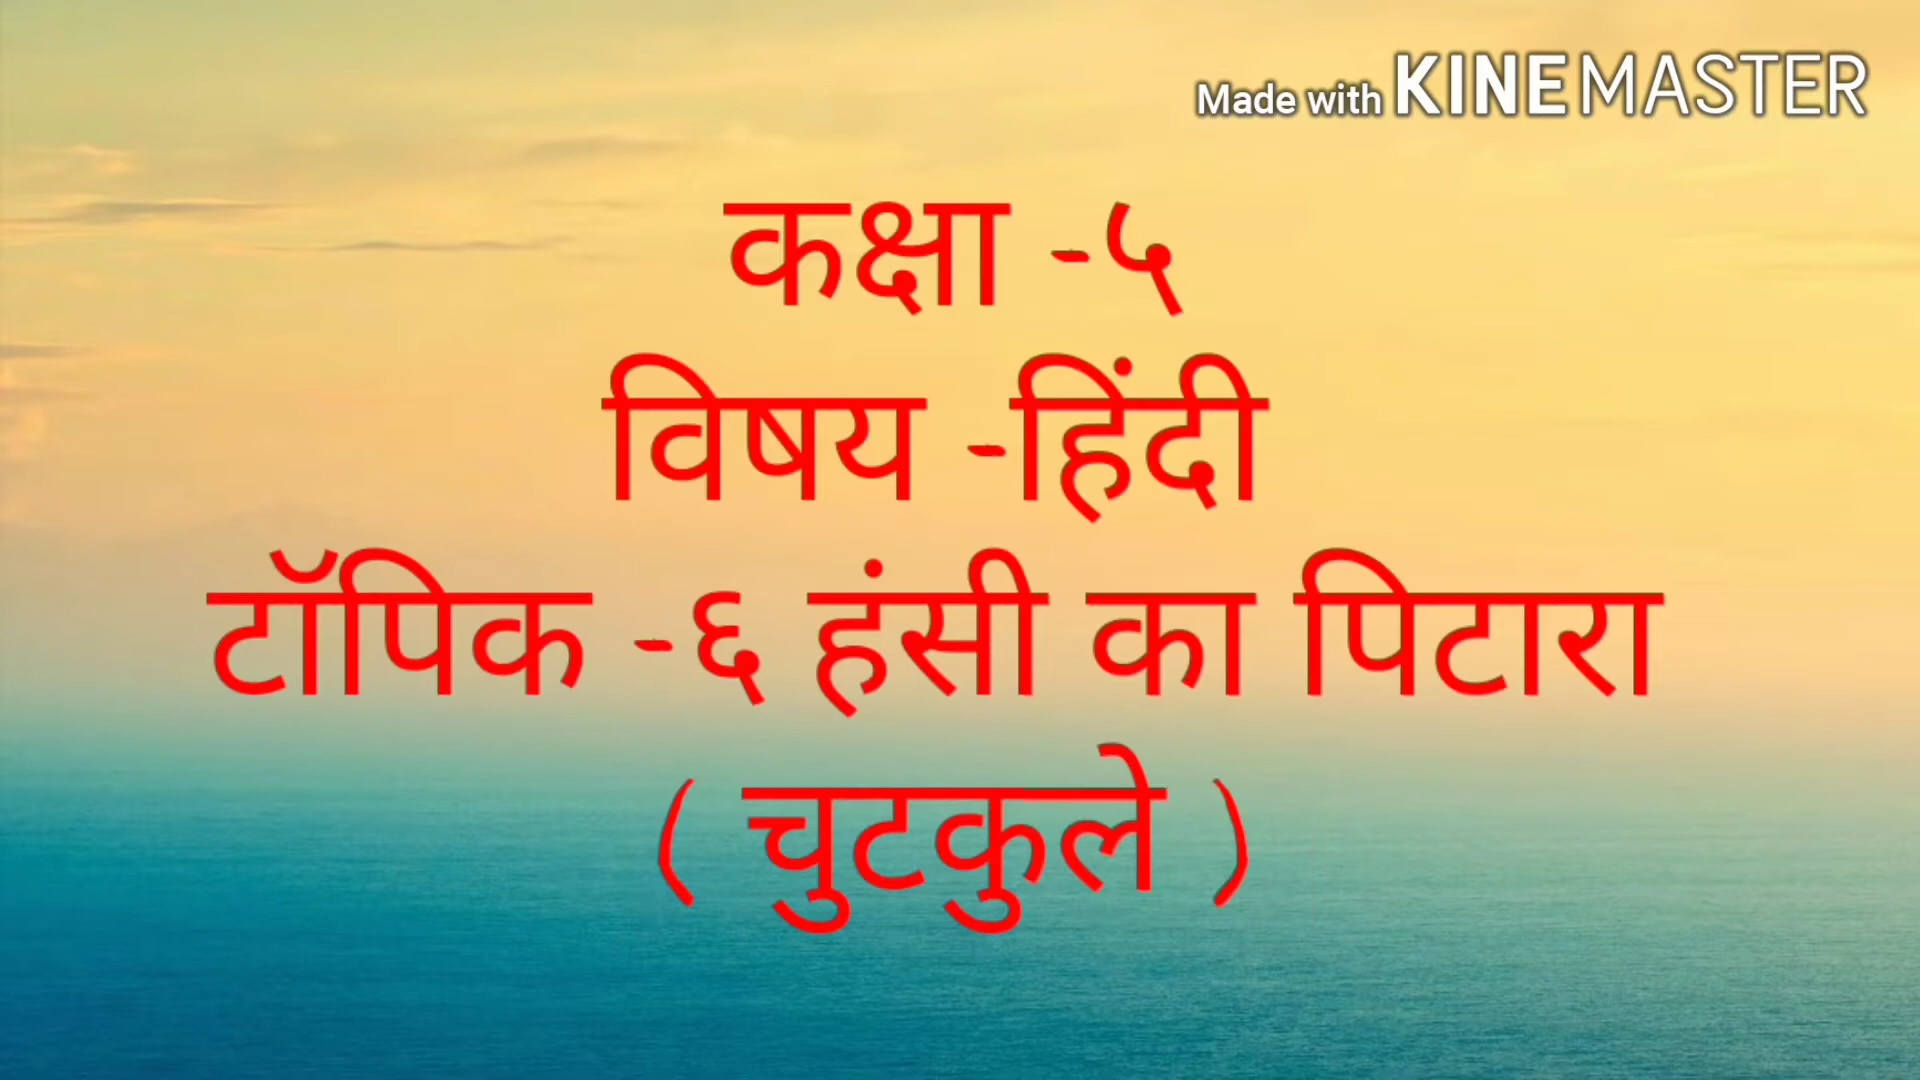 Made with KINEMASTER
कक्षा -५
विषय -हिंदी
टॉपिक -६ हंसी का पिटारा
( चुटकुले )